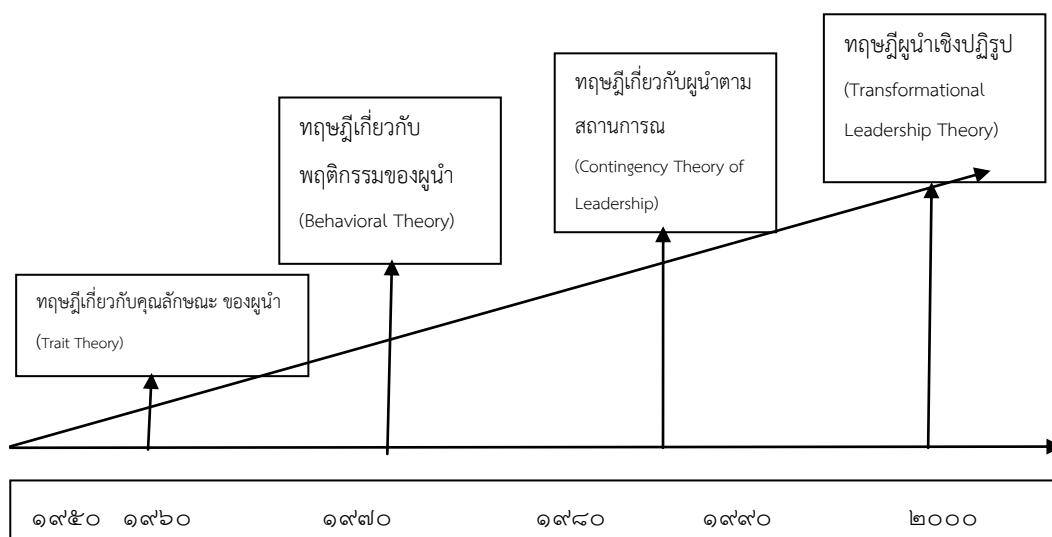 ทฤษฎีผูนำเชิงปฏิรูป
(Transformational
Leadership Theory)
ทฤษฎีเกี่ยวกับผูนำตาม
สถานการณ
(Contingency Theory of
Leadership)
ทฤษฎีเกี่ยวกับ
พฤติกรรมของผูนำ
(Behavioral Theory)
ทฤษฎีเกี่ยวกับคุณลักษณะ ของผูนำ
(Trait Theory)
๑๙๕๐ ๑๙๖๐ ๑๙๗๐ ๑๙๘๐ ๑๙๙๐ ๒๐๐๐